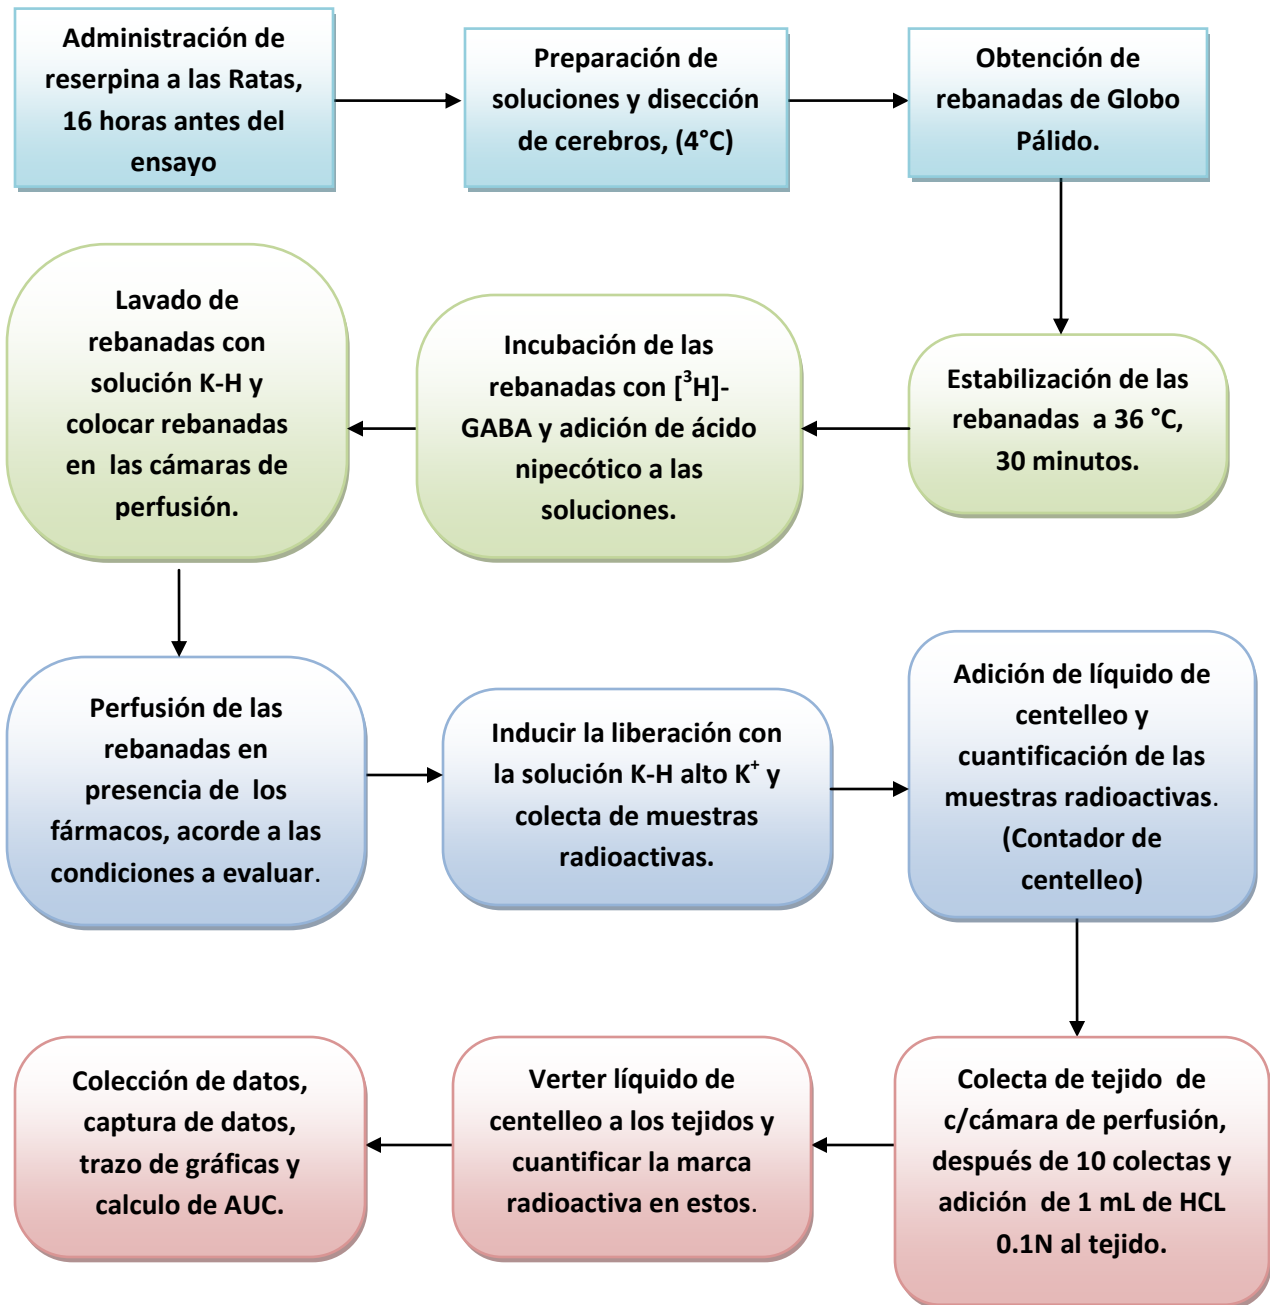 Administración de
reserpina a las Ratas,
16 horas antes del
ensayo
Preparación de
soluciones y disección
de cerebros, (4°C)
Obtención de
rebanadas de Globo
Pálido.
Estabilización de las
rebanadas a 36 °C,
30 minutos.
Incubación de las
rebanadas con [³H]-
GABA y adición de ácido
nipecótico a las
soluciones.
Lavado de
rebanadas con
solución K-H y
colocar rebanadas
en las cámaras de
perfusión.
Perfusión de las
rebanadas en
presencia de los
fármacos, acorde a las
condiciones a evaluar.
Inducir la liberación con
la solución K-H alto K⁺ y
colecta de muestras
radioactivas.
Adición de líquido de
centelleo y
cuantificación de las
muestras radioactivas.
(Contador de
centelleo)
Colecta de tejido de
c/cámara de perfusión,
después de 10 colectas y
adición de 1 mL de HCL
0.1N al tejido.
Verter líquido de
centelleo a los tejidos y
cuantificar la marca
radioactiva en estos.
Colección de datos,
captura de datos,
trazo de gráficas y
calculo de AUC.